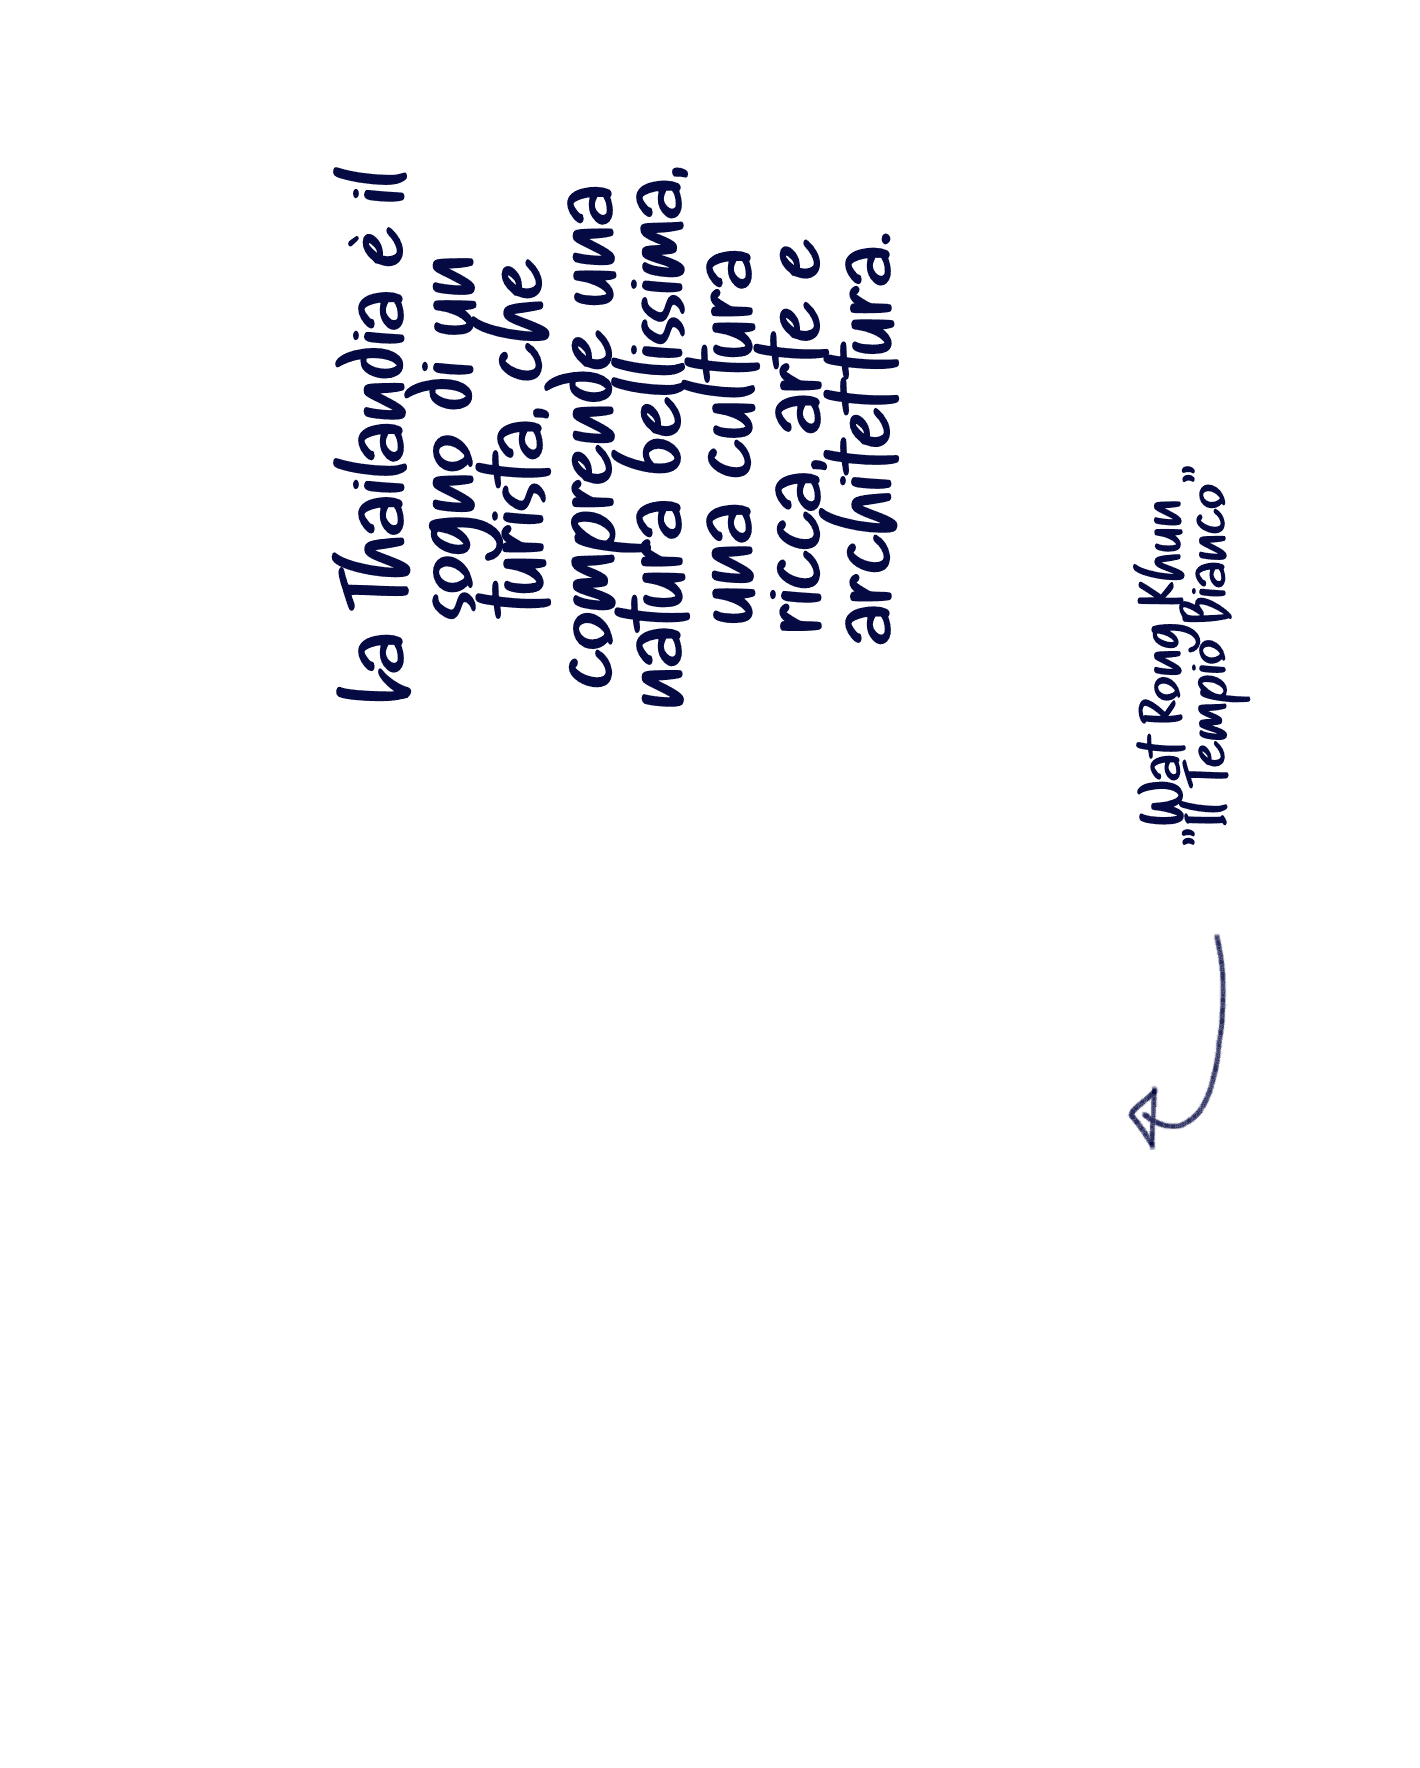 La Thailandia è il
sogno di un
turista, che
comprende una
natura bellissima,
una cultura
ricca, arte e
architettura.
Wat Rong Khun
"Il Tempio Bianco"